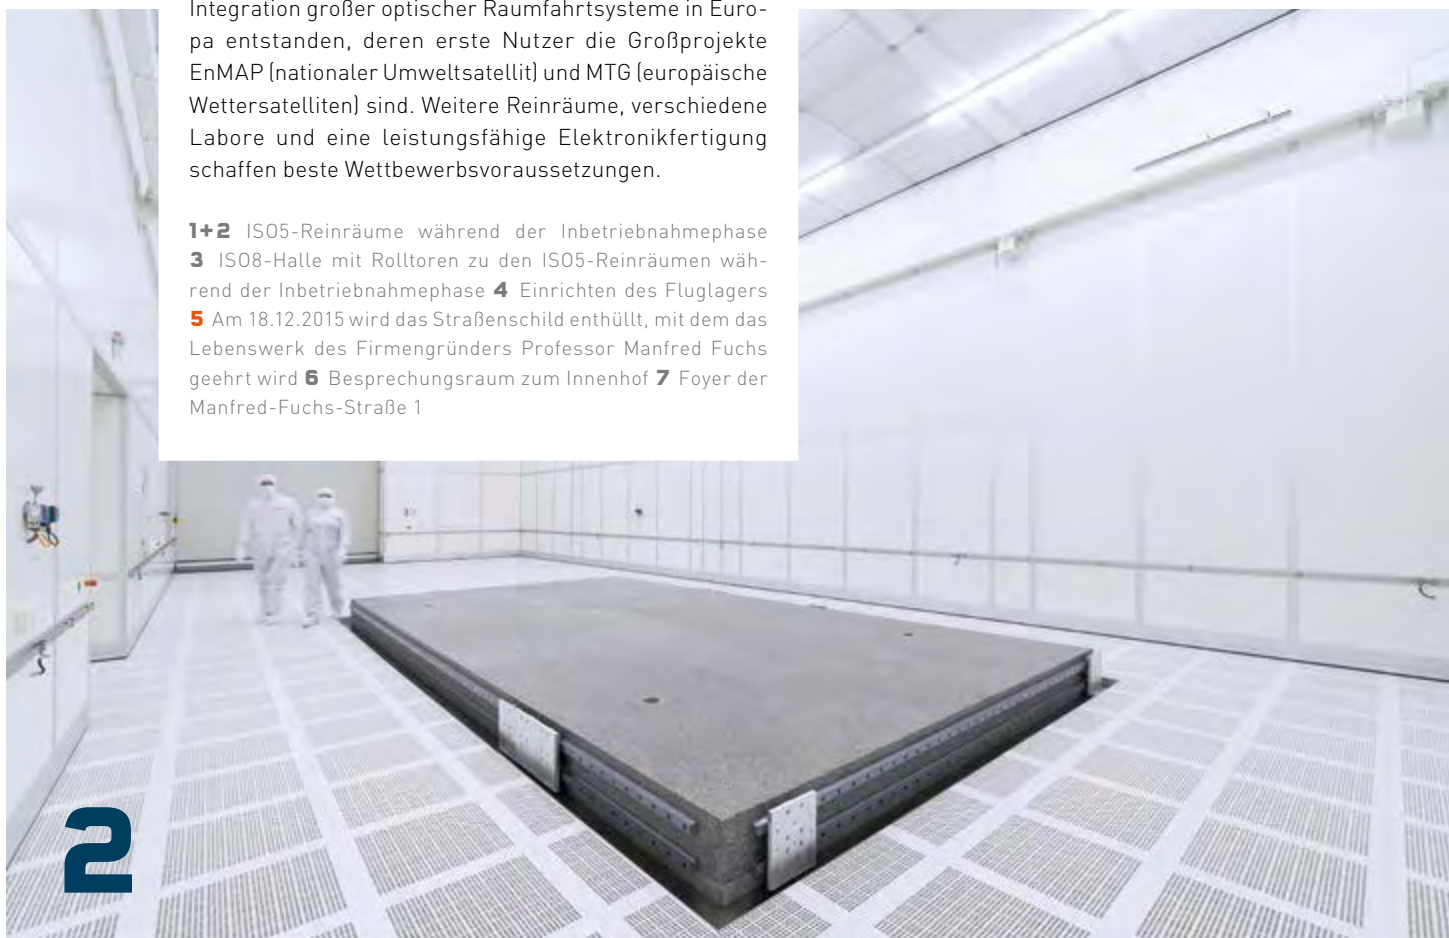 Integration großer optischer Raumfahrtsysteme in Euro-
pa entstanden, deren erste Nutzer die Großprojekte
EnMAP (nationaler Umweltsatellit) und MTG (europäische
Wettersatelliten) sind. Weitere Reinräume, verschiedene
Labore und eine leistungsfähige Elektronikfertigung
schaffen beste Wettbewerbsvoraussetzungen.
1+2 ISO5-Reinräume während der Inbetriebnahmephase
3 ISO8-Halle mit Rolltoren zu den ISO5-Reinräumen wäh-
rend der Inbetriebnahmephase 4 Einrichten des Fluglagers
5 Am 18.12.2015 wird das Straßenschild enthüllt, mit dem das
Lebenswerk des Firmengründers Professor Manfred Fuchs
geehrt wird 6 Besprechungsraum zum Innenhof 7 Foyer der
Manfred-Fuchs-Straße 1
2